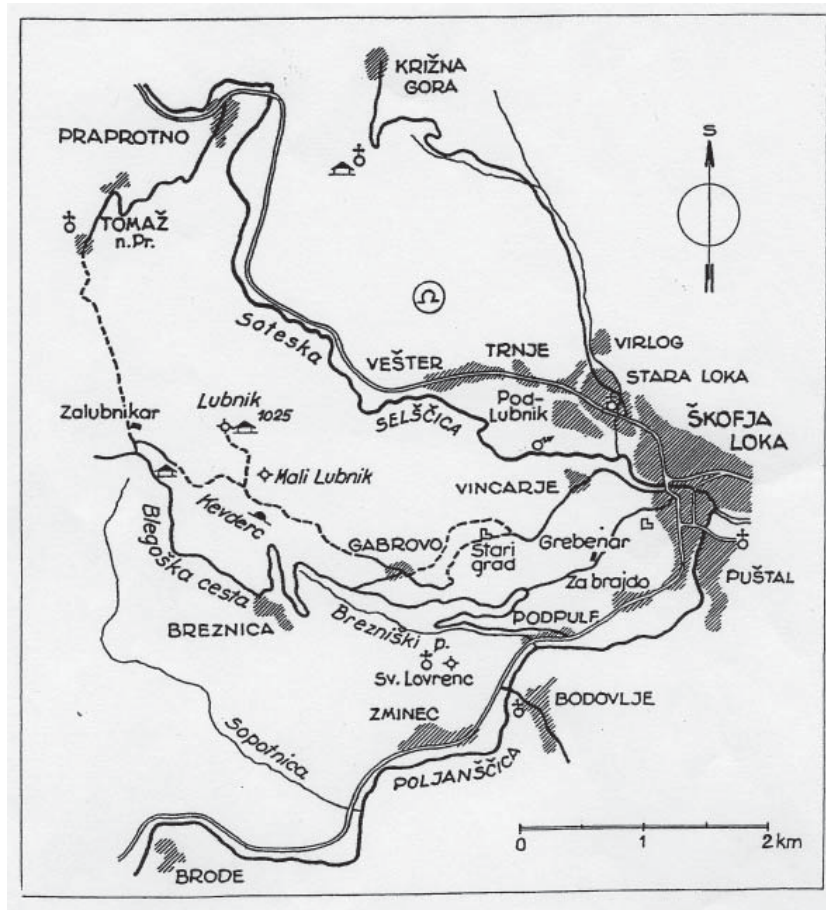 KRIŽNA
GORA
PRAPROTNO
S
TOMAŽ
n. Pr.
Soteska
VIRLOG
TRNJE
VEŠTER
STARA LOKA
Lubnik
1025
Pod-
Lubnik
ŠKOFJA
LOKA
Zalubnikar
SELŠČICA
Mali Lubnik
VINCARJE
Kevderc
GABROVO
Stari
grad
Grebenar
Blegoška cesta
Za brajdo
PUŠTAL
BREZNICA
PODPULF
Brezniški p.
Sv. Lovrenc
BODOVLJE
ZMINEC
Sopotnica
POLJANŠČICA
0 1 2 km
BRODE